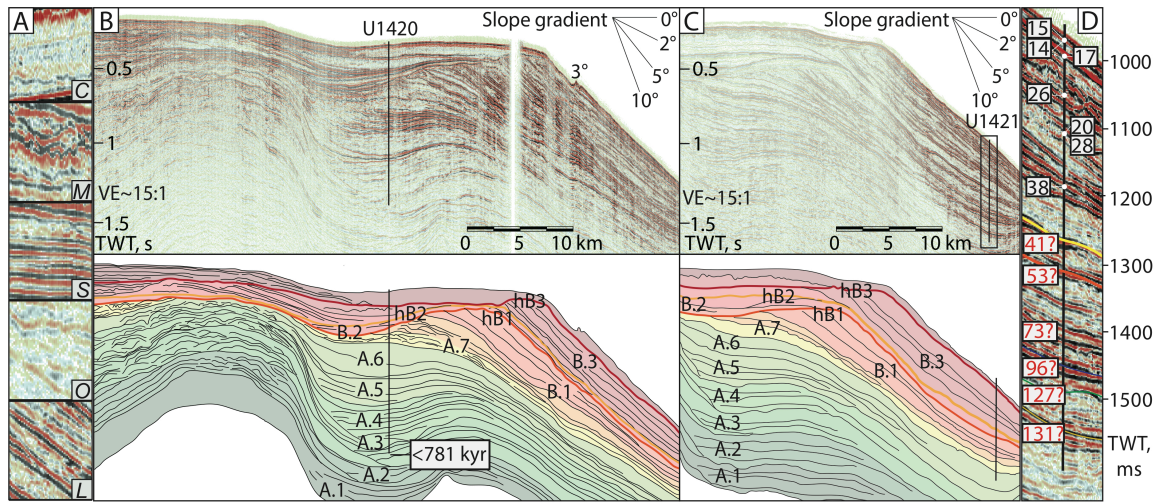 A
C
M
S
O
L
B
U1420
Slope gradient
0°
2°
5°
10°
3°
0.5
1
1.5
VE~15:1
TWT, s
0 5 10 km
hB3
hB2
hB1
B.2
A.7
B.3
B.1
A.6
A.5
A.4
A.3
A.2
A.1
<781 kyr
C
Slope gradient
0°
2°
5°
10°
U1421
0.5
1
1.5
VE~15:1
TWT, s
0 5 10 km
B.2
hB2
hB3
hB1
A.7
A.6
A.5
A.4
A.3
A.2
A.1
B.3
B.1
D
15
14
17
26
20
28
38
41?
53?
73?
96?
127?
131?
1000
1100
1200
1300
1400
1500
TWT,
ms